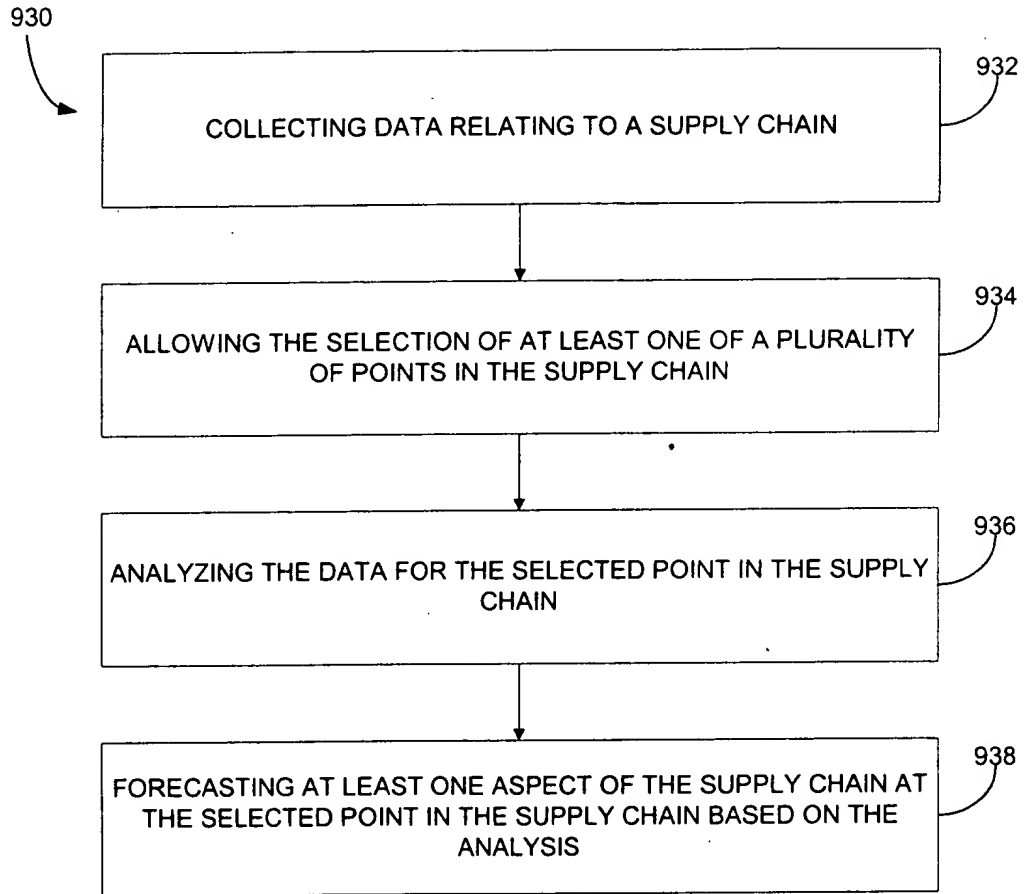 930
932
COLLECTING DATA RELATING TO A SUPPLY CHAIN
934
ALLOWING THE SELECTION OF AT LEAST ONE OF A PLURALITY
OF POINTS IN THE SUPPLY CHAIN
936
ANALYZING THE DATA FOR THE SELECTED POINT IN THE SUPPLY
CHAIN
938
FORECASTING AT LEAST ONE ASPECT OF THE SUPPLY CHAIN AT
THE SELECTED POINT IN THE SUPPLY CHAIN BASED ON THE
ANALYSIS